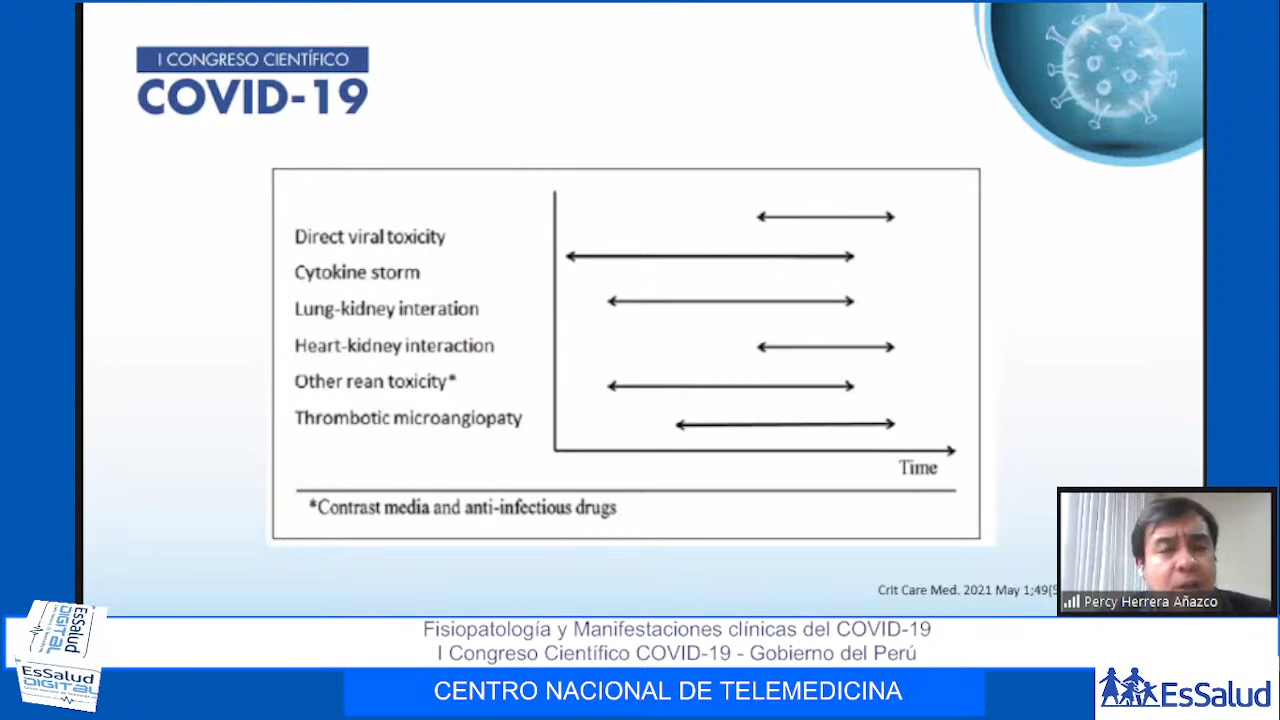 I CONGRESO CIENTÍFICO
COVID-19
Direct viral toxicity
Cytokine storm
Lung-kidney interation
Heart-kidney interaction
Other rean toxicity*
Thrombotic microangiopaty
Time
*Contrast media and anti-infectious drugs
Crit Care Med. 2021 May 1;49(5
Percy Herrera Añazco
EsSalud
DIGITAL
EsSalud
DIGITAL
Fisiopatología y Manifestaciones clínicas del COVID-19
I Congreso Científico COVID-19 - Gobierno del Perú
CENTRO NACIONAL DE TELEMEDICINA
EsSalud